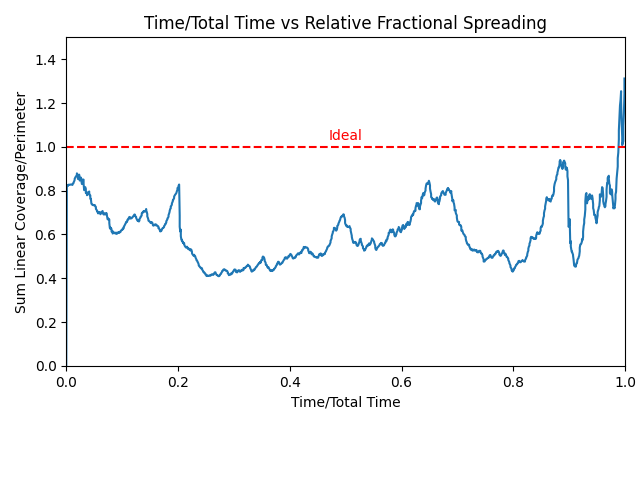 Time/Total Time vs Relative Fractional Spreading
Sum Linear Coverage/Perimeter
1.4
1.2
1.0
0.8
0.6
0.4
0.2
0.0
Ideal
0.0 0.2 0.4 0.6 0.8 1.0
Time/Total Time